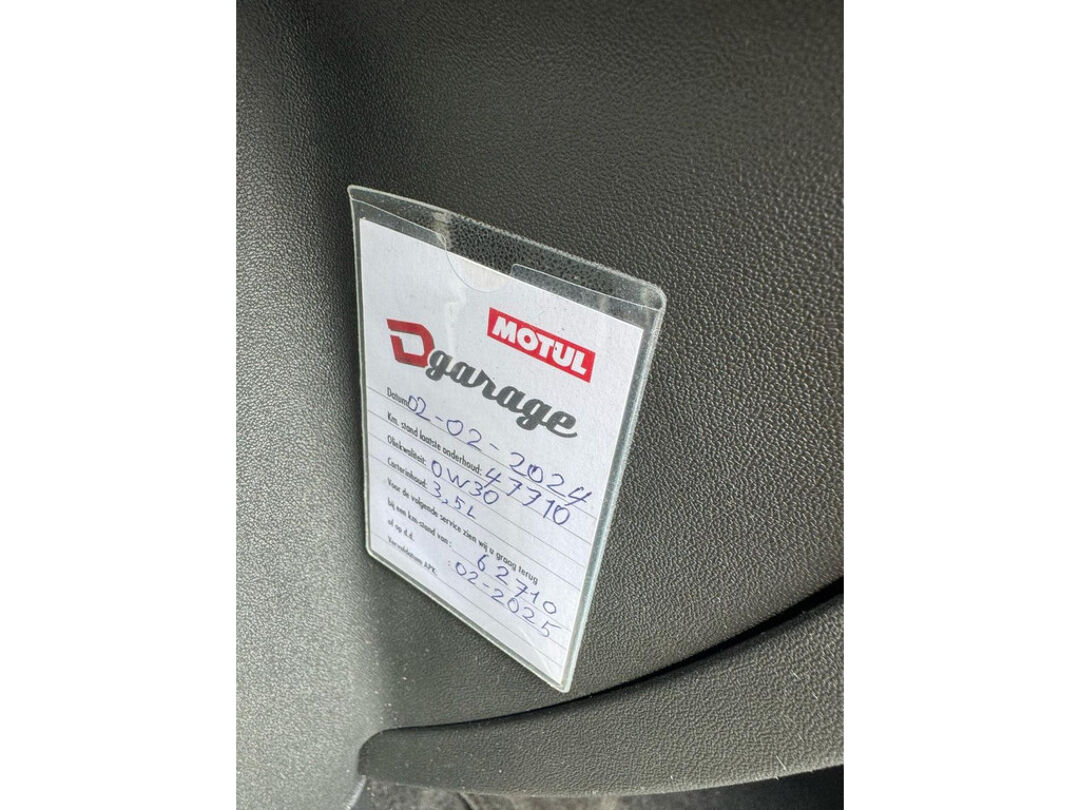 MOTUL
Dgarage
Datum: 02-02-2024
Km. stand laatste onderhoud: 47710
Oliekwaliteit: 0W30
Carterinhoud: 3,5L
Voor de volgende service zien wij u graag terug
bij een km-stand van: 62710
of op d.d. : 02-2025
Vervaldatum APK